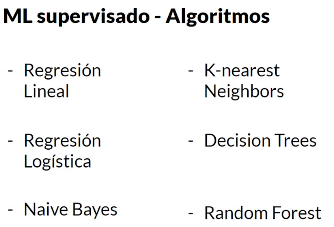 ML supervisado - Algoritmos
- Regresión
Lineal
- Regresión
Logística
- Naive Bayes
- K-nearest
Neighbors
- Decision Trees
- Random Forest